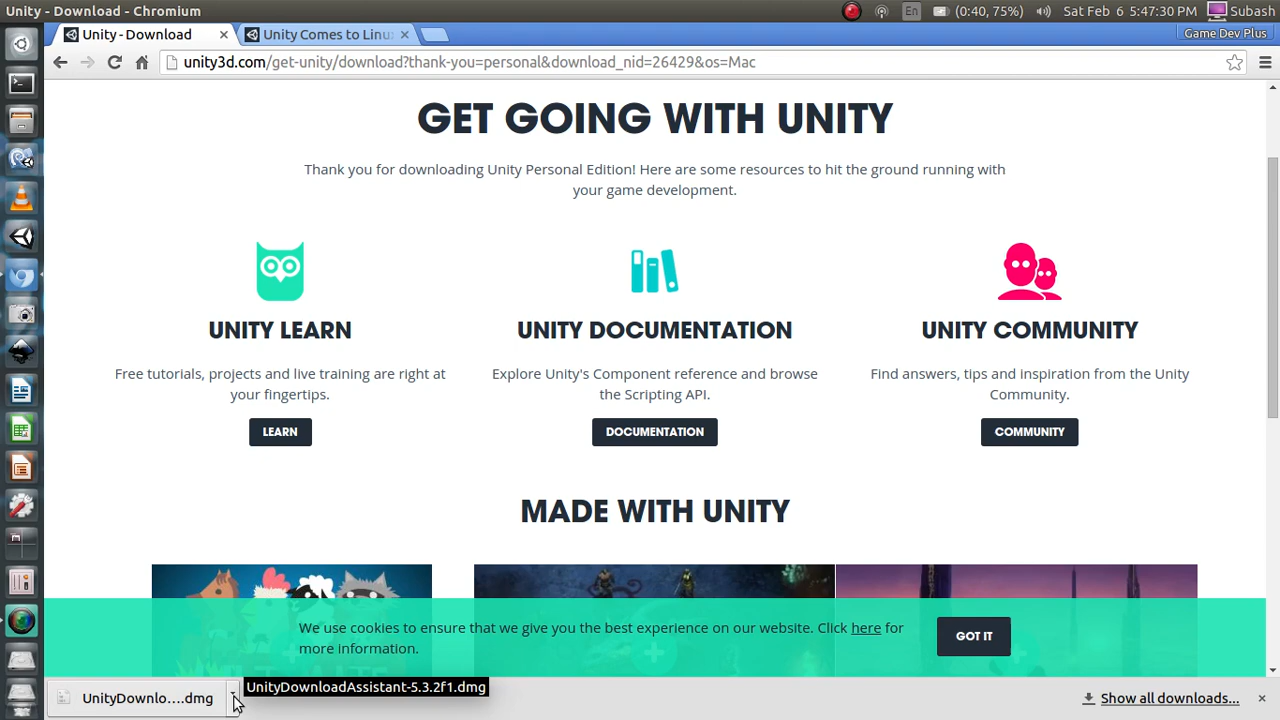 Unity - Download - Chromium
En
(0:40, 75%)
Sat Feb 6 5:47:30 PM
Subash
Unity - Download
Unity Comes to Linu
Game Dev Plus
unity3d.com/get-unity/download?thank-you=personal&download_nid=26429&os=Mac
GET GOING WITH UNITY
Thank you for downloading Unity Personal Edition! Here are some resources to hit the ground running with
your game development.
UNITY LEARN
Free tutorials, projects and live training are right at
your fingertips.
LEARN
UNITY DOCUMENTATION
Explore Unity's Component reference and browse
the Scripting API.
DOCUMENTATION
UNITY COMMUNITY
Find answers, tips and inspiration from the Unity
Community.
COMMUNITY
MADE WITH UNITY
We use cookies to ensure that we give you the best experience on our website. Click here for
more information.
GOT IT
UnityDownloadAssistant-5.3.2f1.dmg
UnityDownlo....dmg
Show all downloads...